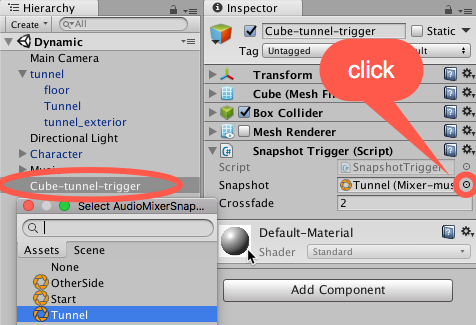 Hierarchy
Create
All
Dynamic
Main Camera
tunnel
floor
Tunnel
tunnel_exterior
Directional Light
Character
Cube-tunnel-trigger
Select AudioMixerSnap...
Assets
Scene
None
OtherSide
Start
Tunnel
Inspector
Cube-tunnel-trigger
Static
Tag
Untagged
click
Transform
Cube (Mesh Fi
Box Collider
Mesh Renderer
Snapshot Trigger (Script)
Script
SnapshotTrigger
Snapshot
Tunnel (Mixer-mus
Crossfade
2
Default-Material
Shader
Standard
Add Component